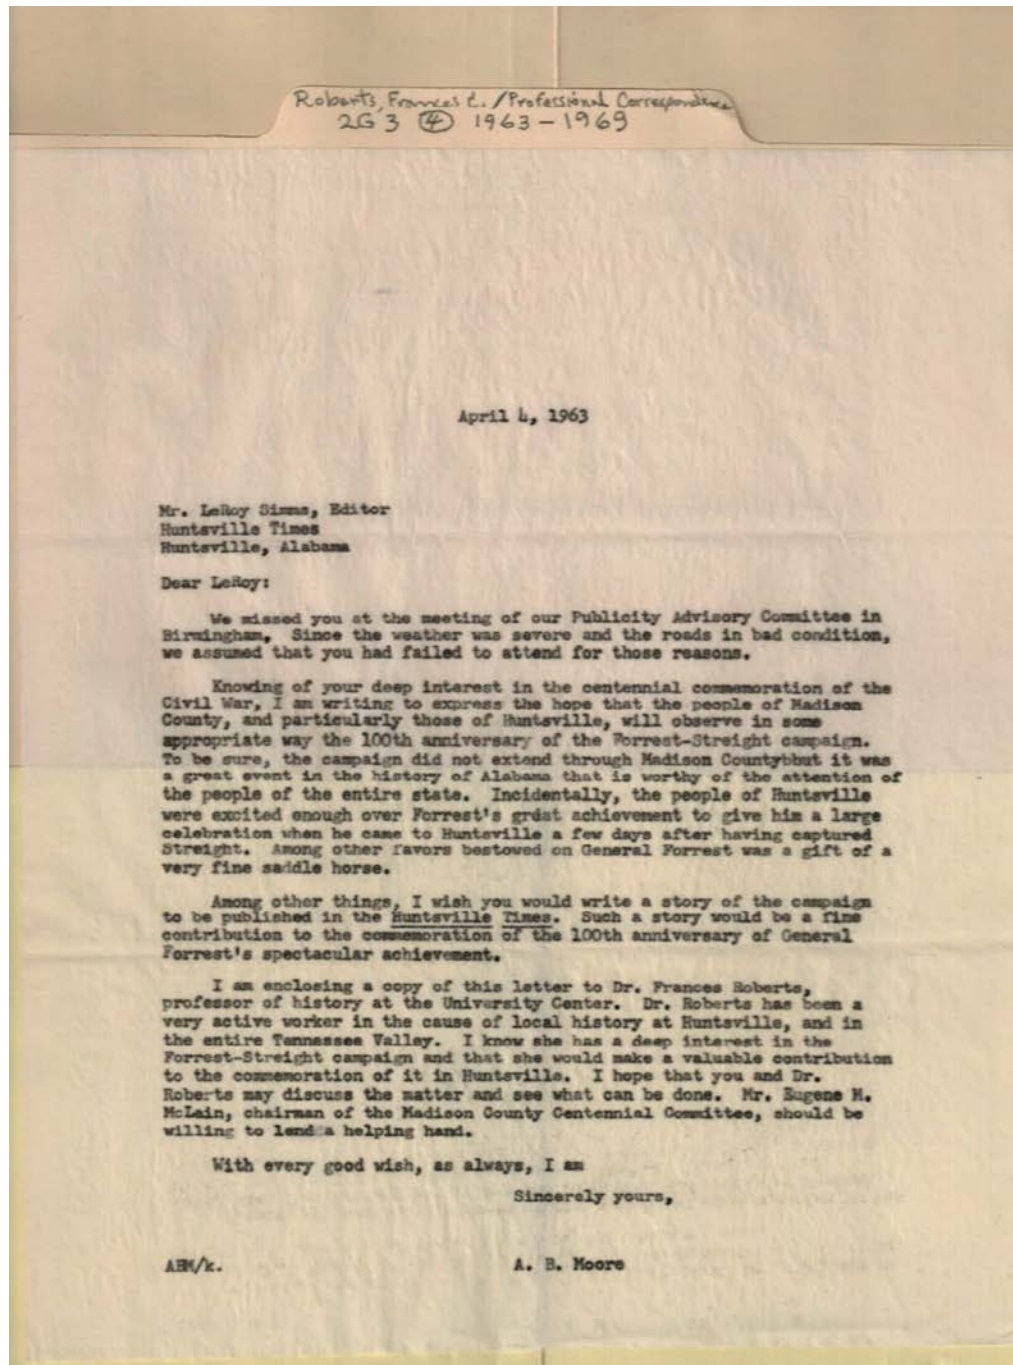 Roberts, Frances C. / Professional Correspondence
2G 3 ④ 1963-1969
April 4, 1963
Mr. LeRoy Simms, Editor
Huntsville Times
Huntsville, Alabama
Dear LeRoy:
We missed you at the meeting of our Publicity Advisory Committee in
Birmingham. Since the weather was severe and the roads in bad condition,
we assumed that you had failed to attend for those reasons.
Knowing of your deep interest in the centennial commemoration of the
Civil War, I am writing to express the hope that the people of Madison
County, and particularly those of Huntsville, will observe in some
appropriate way the 100th anniversary of the Forrest-Streight campaign.
To be sure, the campaign did not extend through Madison Countybbut it was
a great event in the history of Alabama that is worthy of the attention of
the people of the entire state. Incidentally, the people of Huntsville
were excited enough over Forrest's grdat achievement to give him a large
celebration when he came to Huntsville a few days after having captured
Streight. Among other favors bestowed on General Forrest was a gift of a
very fine saddle horse.
Among other things, I wish you would write a story of the campaign
to be published in the Huntsville Times. Such a story would be a fine
contribution to the commemoration of the 100th anniversary of General
Forrest's spectacular achievement.
I am enclosing a copy of this letter to Dr. Frances Roberts,
professor of history at the University Center. Dr. Roberts has been a
very active worker in the cause of local history at Huntsville, and in
the entire Tennessee Valley. I know she has a deep interest in the
Forrest-Streight campaign and that she would make a valuable contribution
to the commemoration of it in Huntsville. I hope that you and Dr.
Roberts may discuss the matter and see what can be done. Mr. Eugene H.
McLain, chairman of the Madison County Centennial Committee, should be
willing to lend a helping hand.
With every good wish, as always, I am
Sincerely yours,
ABM/k. A. B. Moore